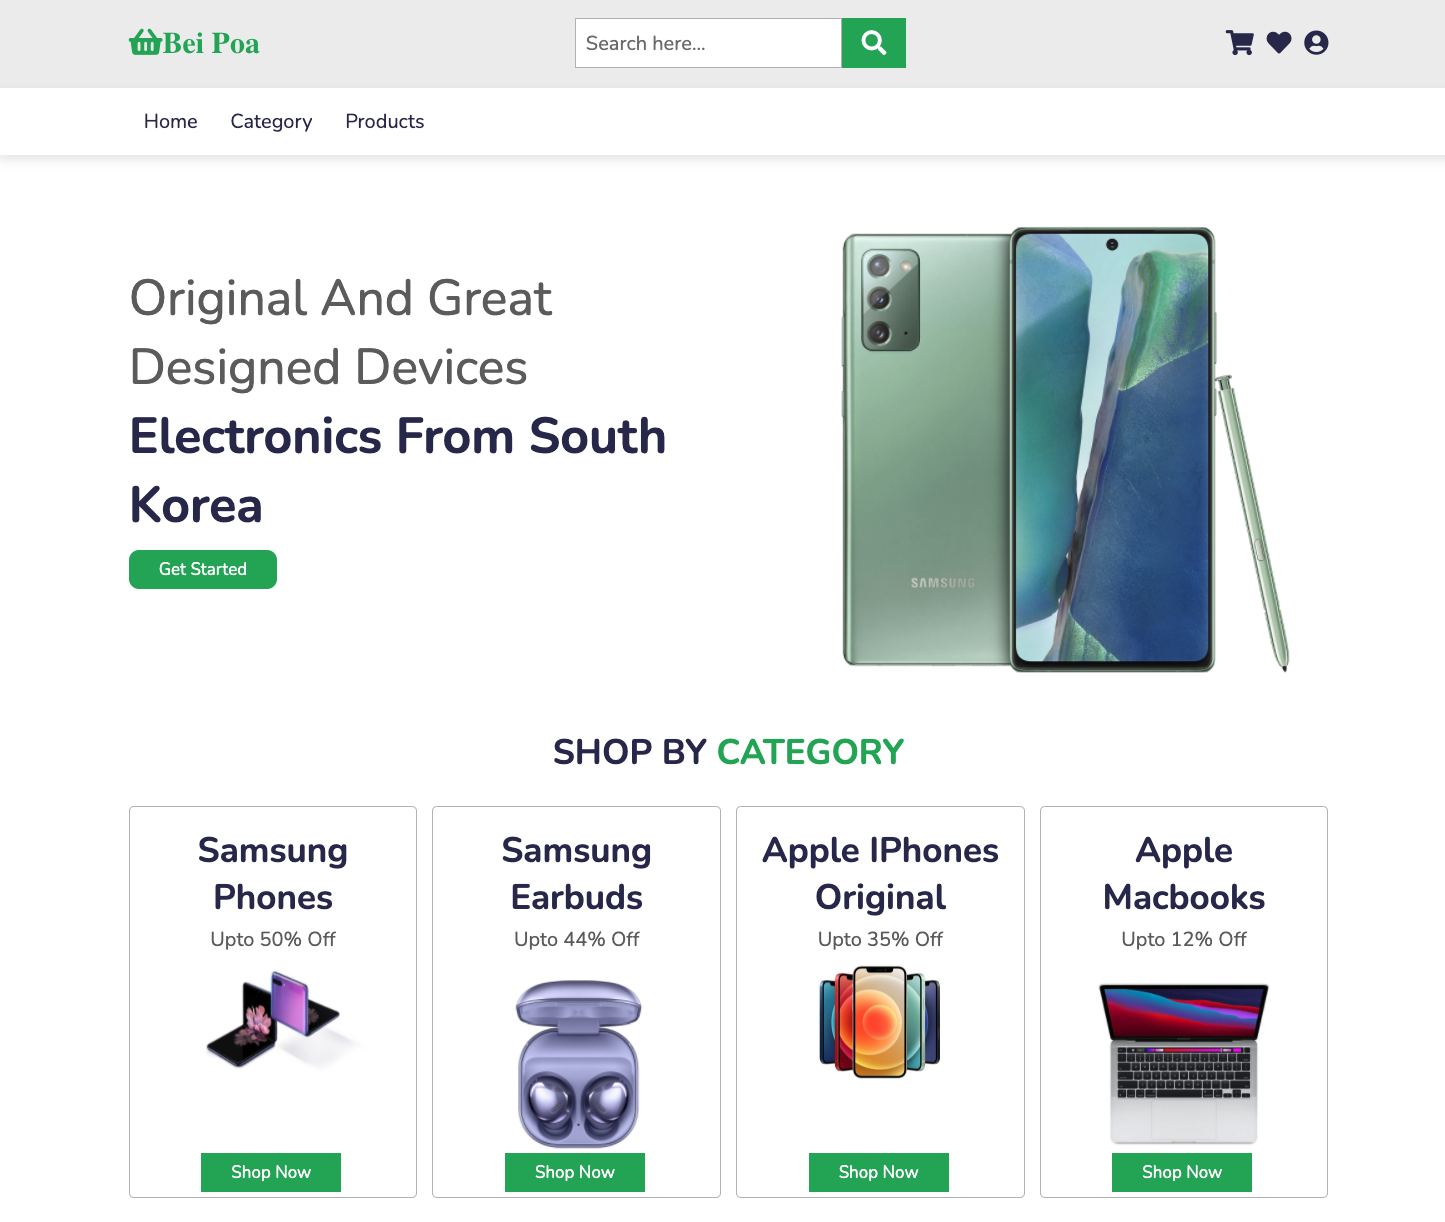 Bei Poa
Search here...
Home Category Products
Original And Great
Designed Devices
Electronics From South
Korea
Get Started
SAMSUNG
SHOP BY CATEGORY
Samsung
Phones
Upto 50% Off
Shop Now
Samsung
Earbuds
Upto 44% Off
Shop Now
Apple IPhones
Original
Upto 35% Off
Shop Now
Apple
Macbooks
Upto 12% Off
Shop Now